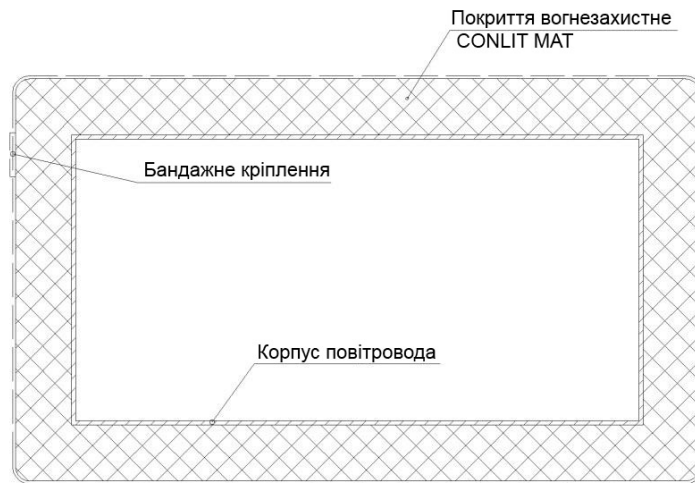 Покриття вогнезахистне
CONLIT MAT
Бандажне кріплення
Корпус повітровода